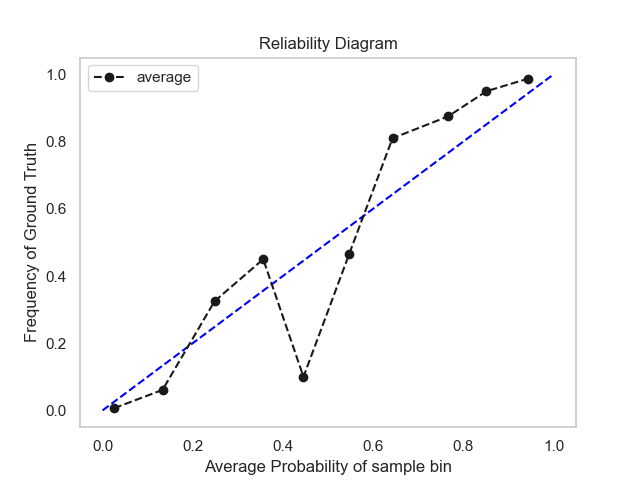 Reliability Diagram
average
1.0
0.8
0.6
0.4
0.2
0.0
Frequency of Ground Truth
0.0 0.2 0.4 0.6 0.8 1.0
Average Probability of sample bin